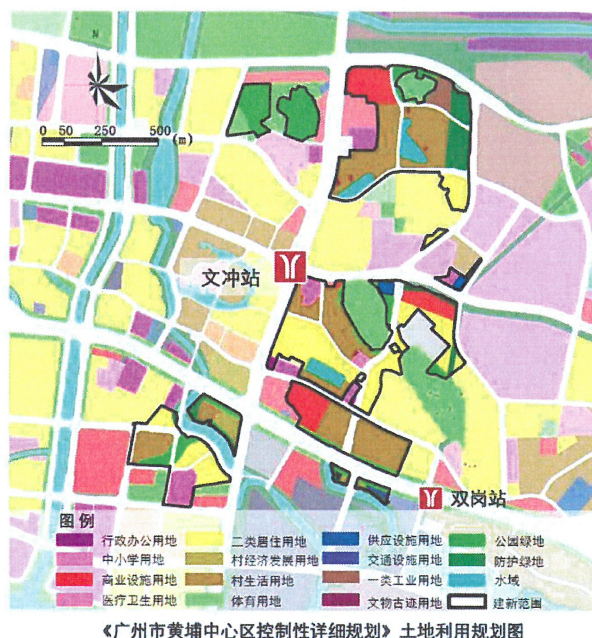 N
0 50 250 500
(m)
文冲站
双岗站
图例
行政办公用地 二类居住用地 供应设施用地 公园绿地
中小学用地 村经济发展用地 交通设施用地 防护绿地
商业设施用地 村生活用地 一类工业用地 水域
医疗卫生用地 体育用地 文物古迹用地 建新范围
《广州市黄埔中心区控制性详细规划》土地利用规划图